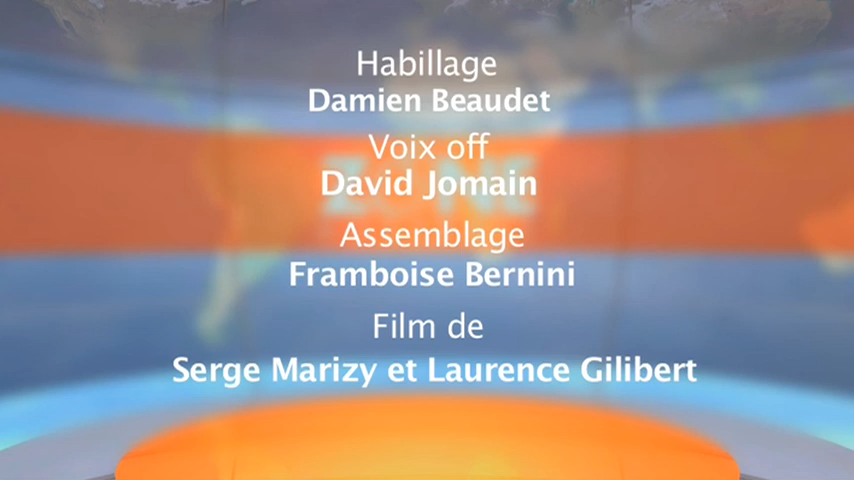 Habillage
Damien Beaudet
Voix off
David Jomain
Assemblage
Framboise Bernini
Film de
Serge Marizy et Laurence Gilibert